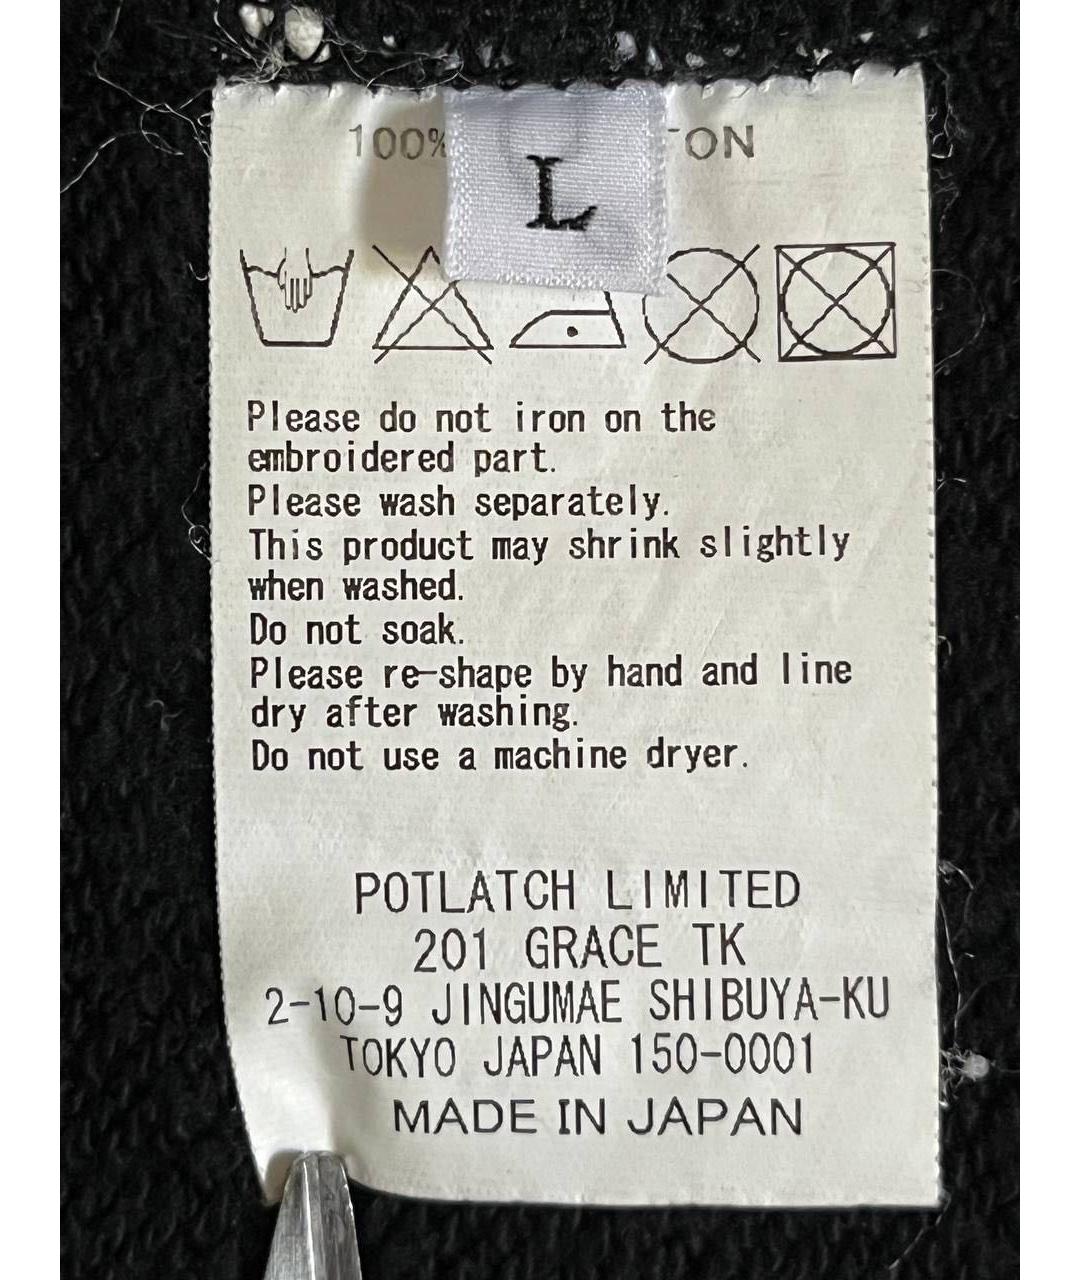 100%
ON
L
Please do not iron on the
embroidered part.
Please wash separately.
This product may shrink slightly
when washed.
Do not soak.
Please re-shape by hand and line
dry after washing.
Do not use a machine dryer.
POTLATCH LIMITED
201 GRACE TK
2-10-9 JINGUMAE SHIBUYA-KU
TOKYO JAPAN 150-0001
MADE IN JAPAN